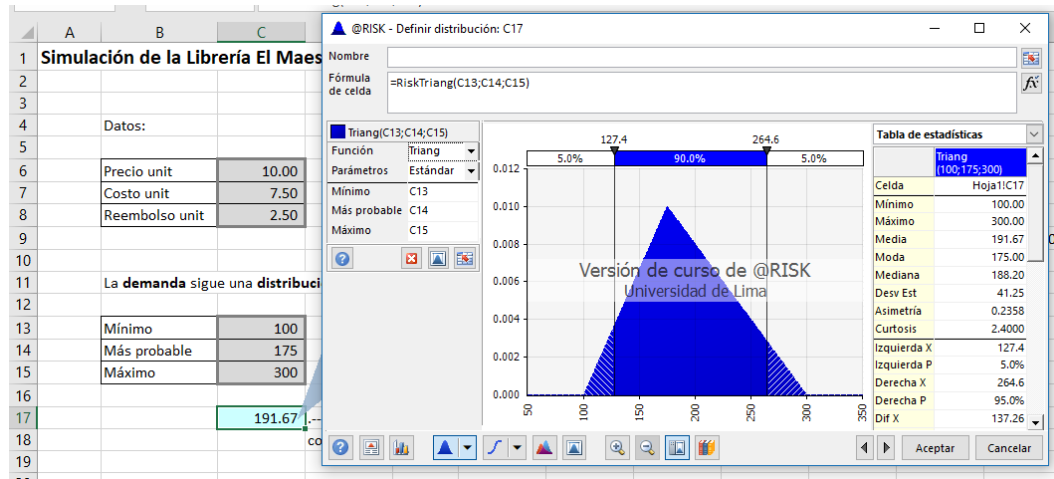 A B C
1 Simulación de la Librería El Maes
2
3
4 Datos:
5
6 Precio unit 10.00
7 Costo unit 7.50
8 Reembolso unit 2.50
9
10
11 La demanda sigue una distribuci
12
13 Mínimo 100
14 Más probable 175
15 Máximo 300
16
17 191.67 .--
18 co
19
@RISK - Definir distribución: C17
Nombre
Fórmula de celda =RiskTriang(C13;C14;C15)
Triang(C13;C14;C15)
Función Triang
Parámetros Estándar
Mínimo C13
Más probable C14
Máximo C15
127.4 264.6
5.0% 90.0% 5.0%
0.012
0.010
0.008
0.006
0.004
0.002
0.000
50 100 150 200 250 300 350
Versión de curso de @RISK
Universidad de Lima
Tabla de estadísticas
Triang
(100;175;300)
Celda Hoja1!C17
Mínimo 100.00
Máximo 300.00
Media 191.67
Moda 175.00
Mediana 188.20
Desv Est 41.25
Asimetría 0.2358
Curtosis 2.4000
Izquierda X 127.4
Izquierda P 5.0%
Derecha X 264.6
Derecha P 95.0%
Dif X 137.26
Aceptar Cancelar